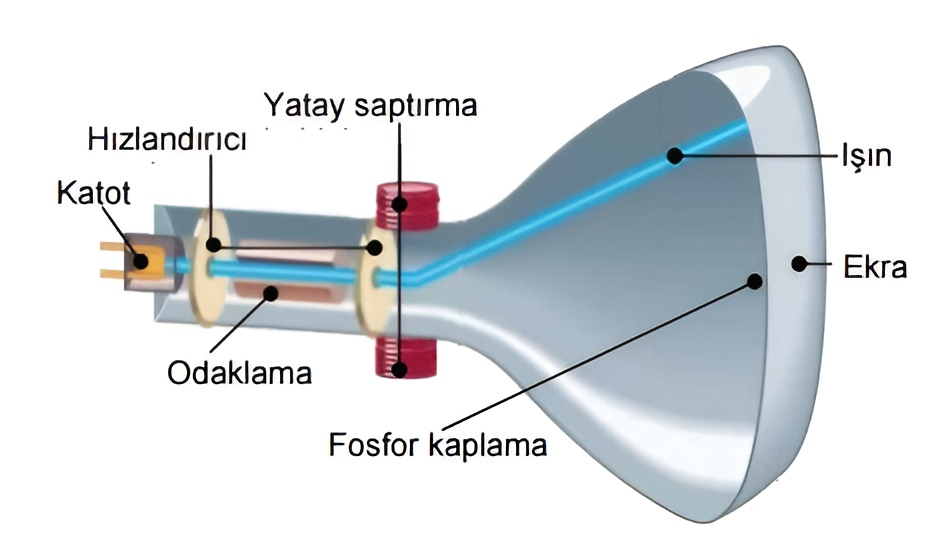 Yatay saptırma
Hızlandırıcı
Katot
Işın
Ekra
Odaklama
Fosfor kaplama